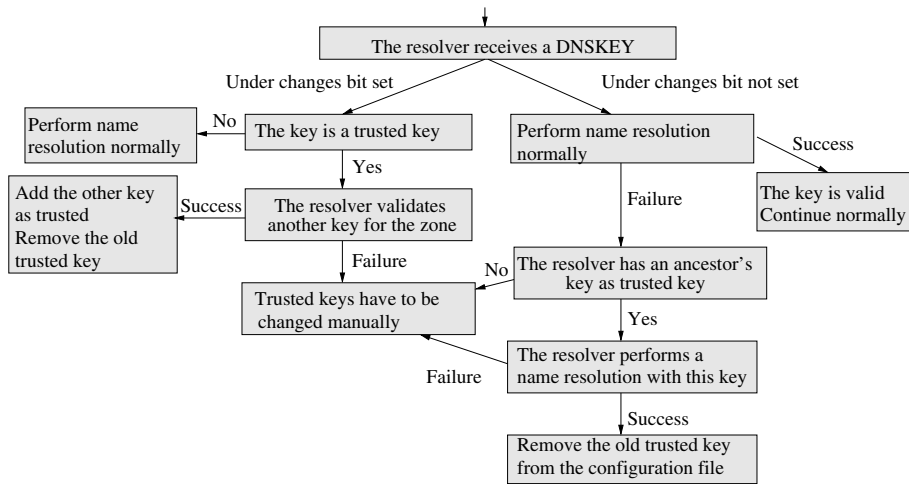 The resolver receives a DNSKEY
Under changes bit set
Under changes bit not set
Perform name
resolution normally
No
The key is a trusted key
Perform name resolution
normally
Success
Yes
Add the other key
as trusted
Remove the old
trusted key
Success
The resolver validates
another key for the zone
Failure
The key is valid
Continue normally
Failure
No
The resolver has an ancestor's
key as trusted key
Trusted keys have to be
changed manually
Yes
Failure
The resolver performs a
name resolution with this key
Success
Remove the old trusted key
from the configuration file